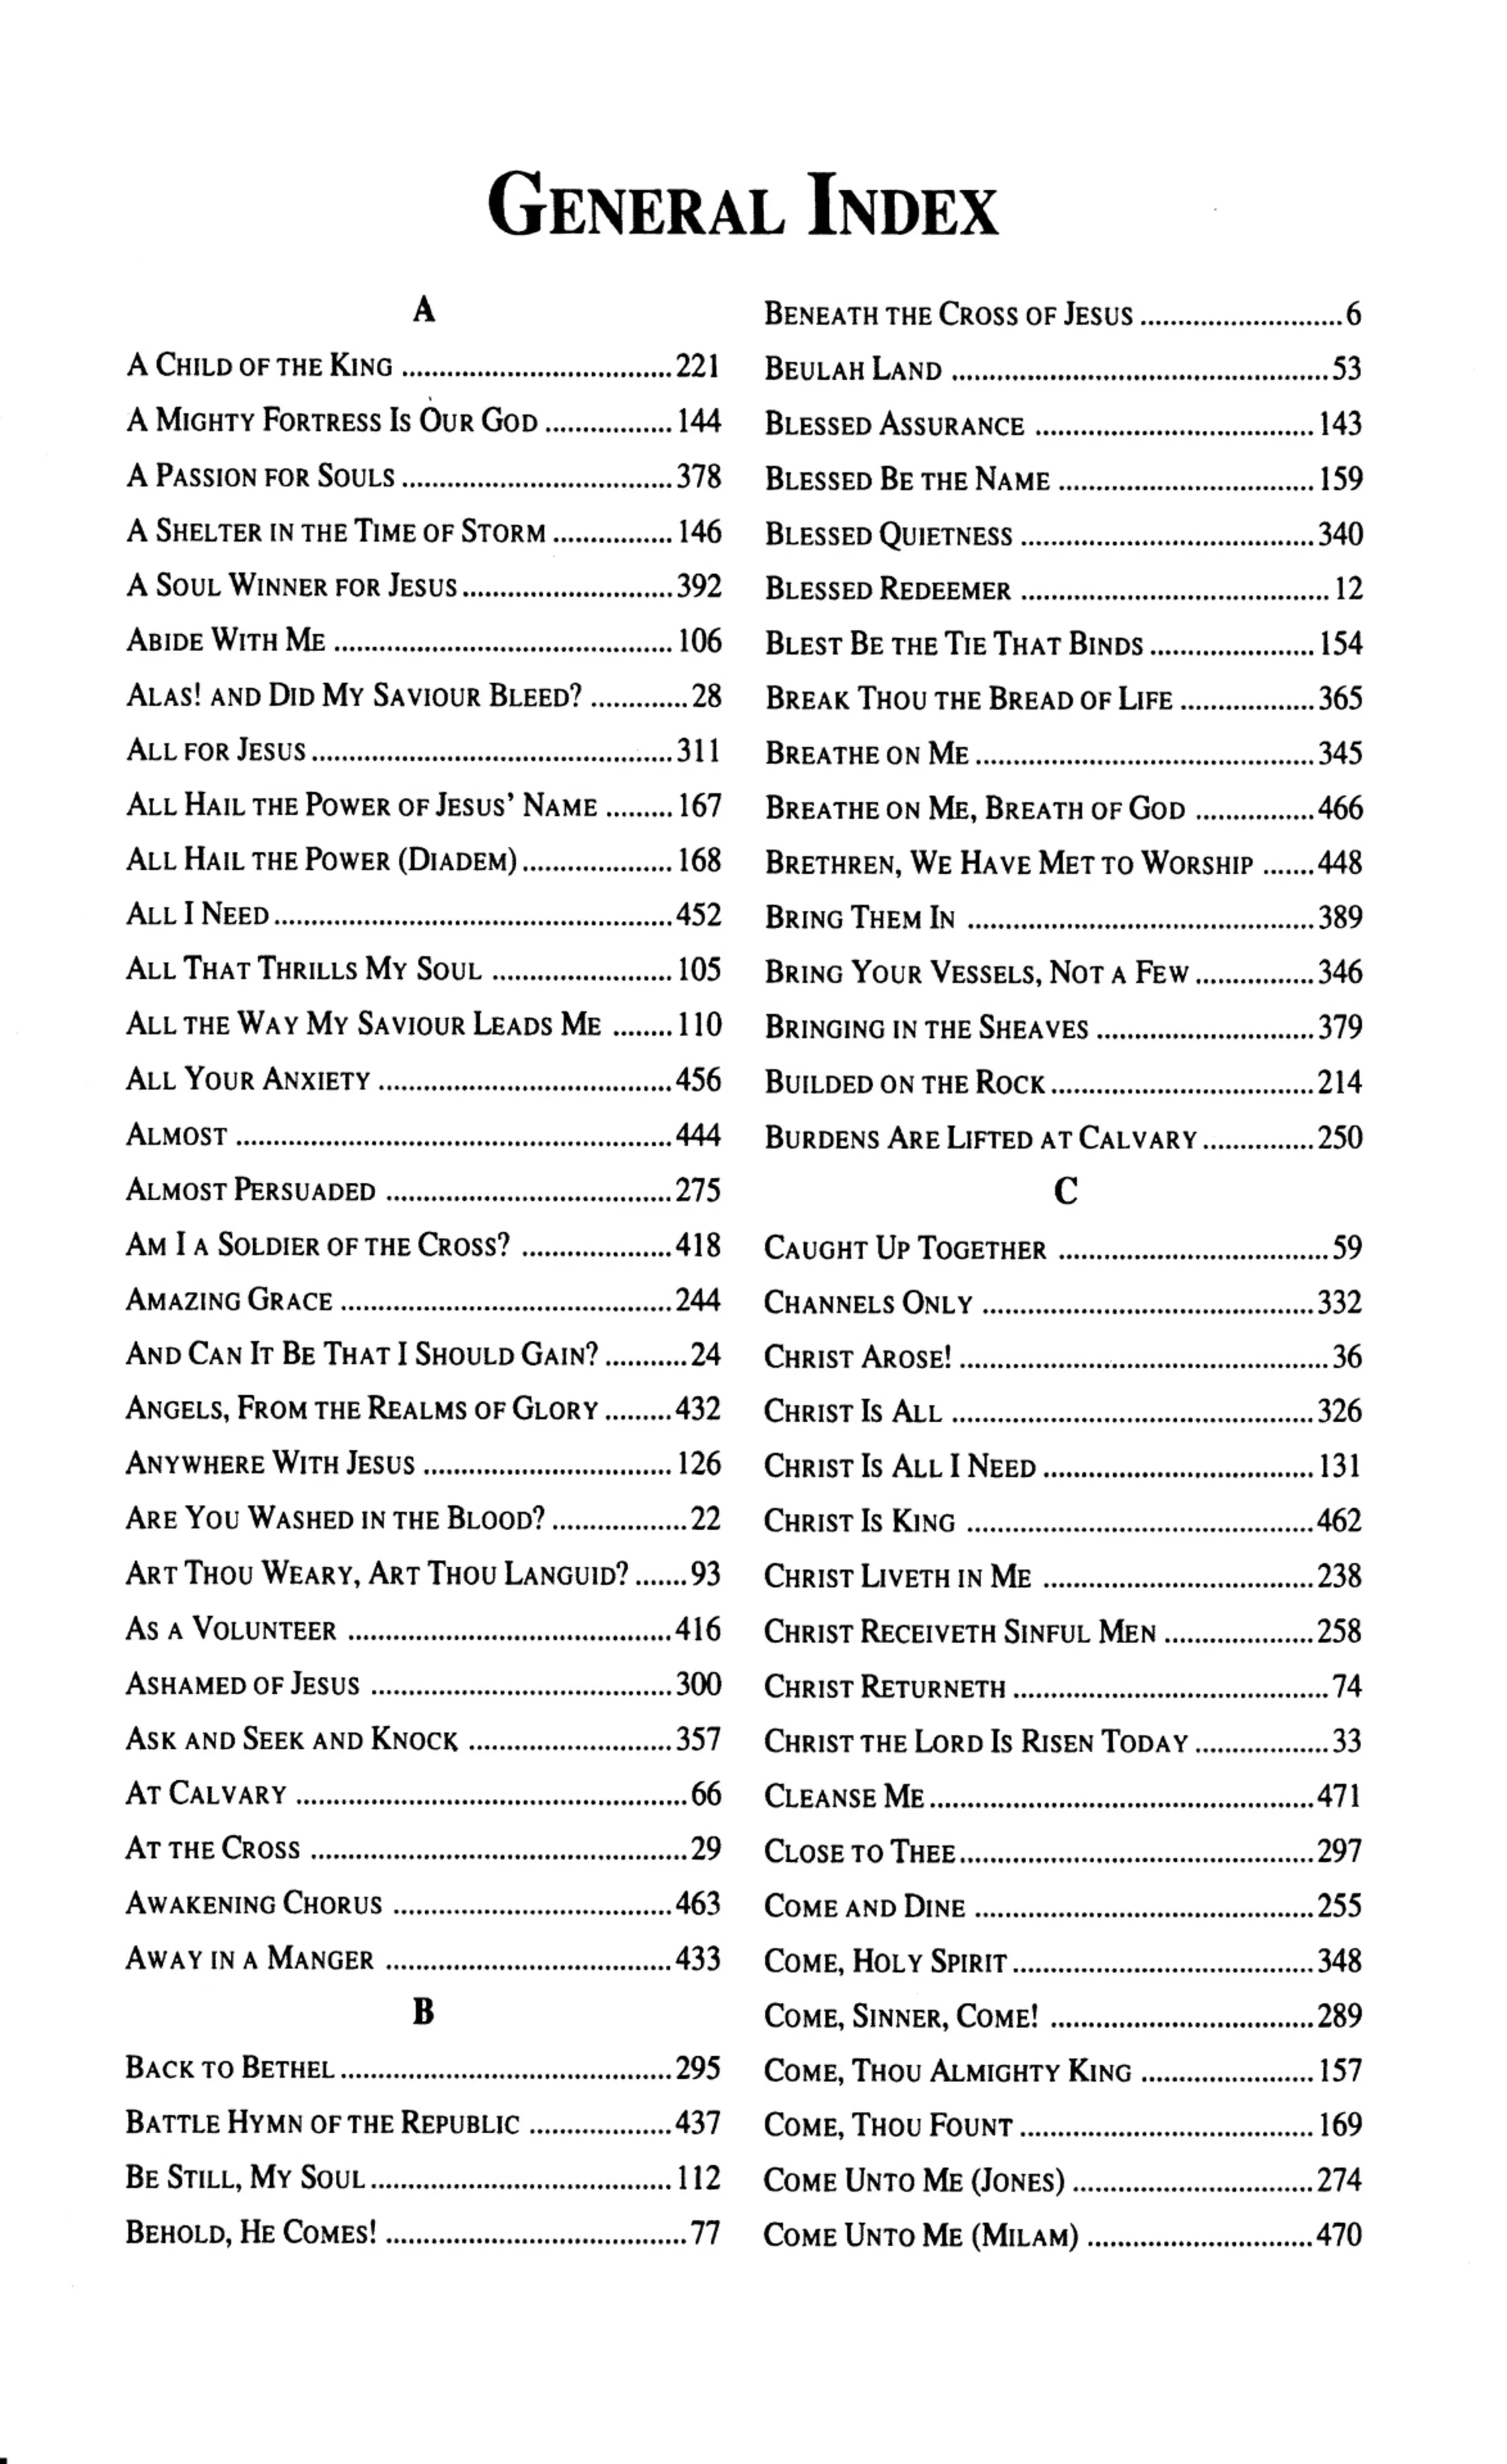 GENERAL INDEX
A
A CHILD OF THE KING ....................................221
A MIGHTY FORTRESS IS OUR GOD .................144
A PASSION FOR SOULS ....................................378
A SHELTER IN THE TIME OF STORM ................146
A SOUL WINNER FOR JESUS............................392
ABIDE WITH ME .............................................106
ALAS! AND DID MY SAVIOUR BLEED? .............28
ALL FOR JESUS ................................................311
ALL HAIL THE POWER OF JESUS' NAME .........167
ALL HAIL THE POWER (DIADEM)....................168
ALL I NEED.....................................................452
ALL THAT THRILLS MY SOUL ........................105
ALL THE WAY MY SAVIOUR LEADS ME ........110
ALL YOUR ANXIETY .......................................456
ALMOST ..........................................................444
ALMOST PERSUADED ......................................275
AM I A SOLDIER OF THE CROSS? ....................418
AMAZING GRACE ............................................244
AND CAN IT BE THAT I SHOULD GAIN? ...........24
ANGELS, FROM THE REALMS OF GLORY .........432
ANYWHERE WITH JESUS .................................126
ARE YOU WASHED IN THE BLOOD? ..................22
ART THOU WEARY, ART THOU LANGUID? .......93
AS A VOLUNTEER ...........................................416
ASHAMED OF JESUS ........................................300
ASK AND SEEK AND KNOCK ...........................357
AT CALVARY ....................................................66
AT THE CROSS ..................................................29
AWAKENING CHORUS .....................................463
AWAY IN A MANGER ......................................433
B
BACK TO BETHEL............................................295
BATTLE HYMN OF THE REPUBLIC ...................437
BE STILL, MY SOUL........................................112
BEHOLD, HE COMES! ........................................77
BENEATH THE CROSS OF JESUS ...........................6
BEULAH LAND ..................................................53
BLESSED ASSURANCE .....................................143
BLESSED BE THE NAME ..................................159
BLESSED QUIETNESS .......................................340
BLESSED REDEEMER .........................................12
BLEST BE THE TIE THAT BINDS ......................154
BREAK THOU THE BREAD OF LIFE ..................365
BREATHE ON ME.............................................345
BREATHE ON ME, BREATH OF GOD ................466
BRETHREN, WE HAVE MET TO WORSHIP .......448
BRING THEM IN ..............................................389
BRING YOUR VESSELS, NOT A FEW................346
BRINGING IN THE SHEAVES .............................379
BUILDED ON THE ROCK...................................214
BURDENS ARE LIFTED AT CALVARY...............250
C
CAUGHT UP TOGETHER ....................................59
CHANNELS ONLY ............................................332
CHRIST AROSE! .................................................36
CHRIST IS ALL ................................................326
CHRIST IS ALL I NEED....................................131
CHRIST IS KING ..............................................462
CHRIST LIVETH IN ME ....................................238
CHRIST RECEIVETH SINFUL MEN ....................258
CHRIST RETURNETH ..........................................74
CHRIST THE LORD IS RISEN TODAY ..................33
CLEANSE ME...................................................471
CLOSE TO THEE...............................................297
COME AND DINE .............................................255
COME, HOLY SPIRIT........................................348
COME, SINNER, COME! ...................................289
COME, THOU ALMIGHTY KING .......................157
COME, THOU FOUNT .......................................169
COME UNTO ME (JONES) ................................274
COME UNTO ME (MILAM) ..............................470